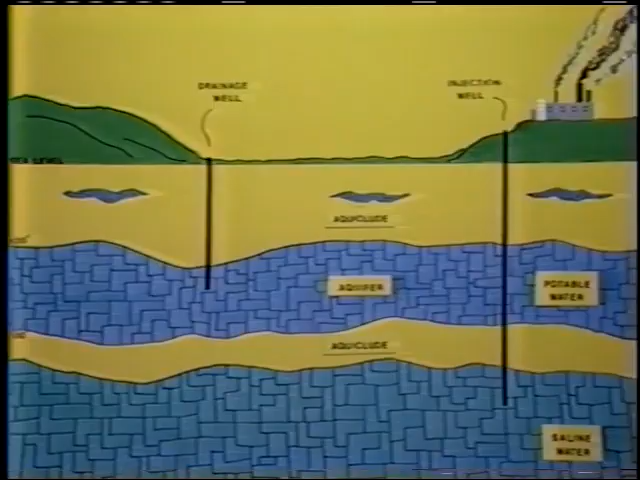 DRAINAGE
WELL
INJECTION
WELL
SEA LEVEL
AQUICLUDE
AQUIFER
POTABLE
WATER
AQUICLUDE
SALINE
WATER